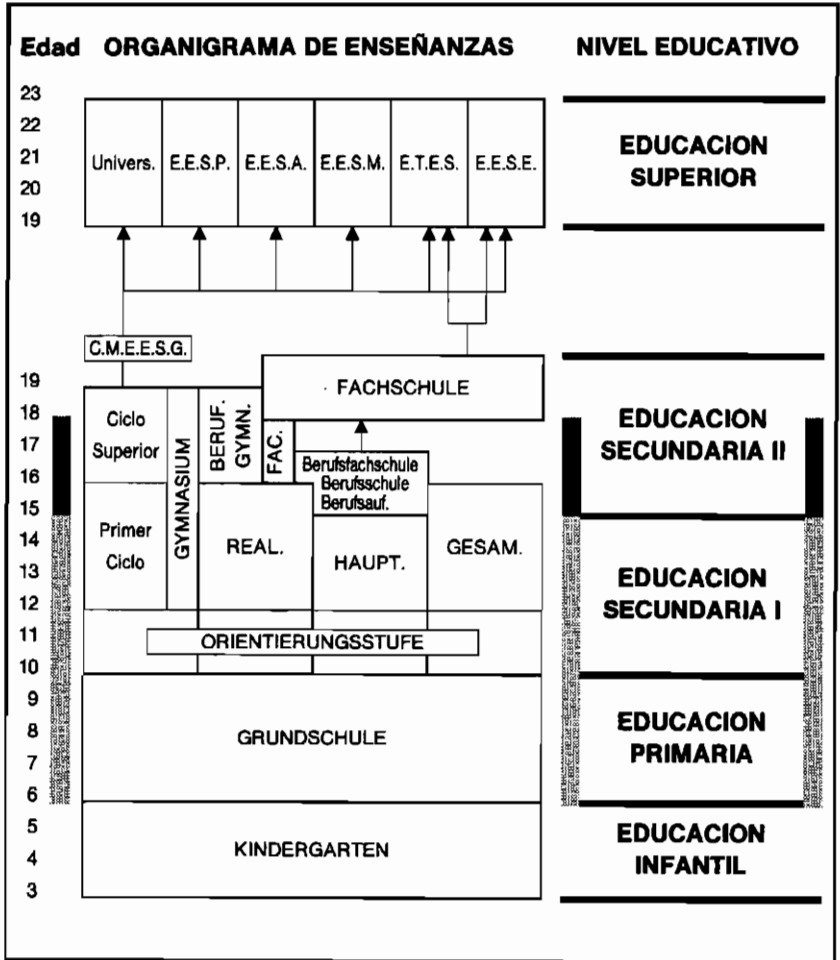 Edad ORGANIGRAMA DE ENSEÑANZAS NIVEL EDUCATIVO
23
22
21
20
19
Univers. E.E.S.P. E.E.S.A. E.E.S.M. E.T.E.S. E.E.S.E.
EDUCACION
SUPERIOR
C.M.E.E.S.G.
19
18
17
16
15
14
13
12
11
10
9
8
7
6
5
4
3
Ciclo
Superior
Primer
Ciclo
GYMNASIUM
BERUF.
GYMN.
FAC.
FACHSCHULE
Berufsfachschule
Berufsschule
Berufsauf.
REAL.
HAUPT.
GESAM.
ORIENTIERUNGSSTUFE
GRUNDSCHULE
KINDERGARTEN
EDUCACION
SECUNDARIA II
EDUCACION
SECUNDARIA I
EDUCACION
PRIMARIA
EDUCACION
INFANTIL